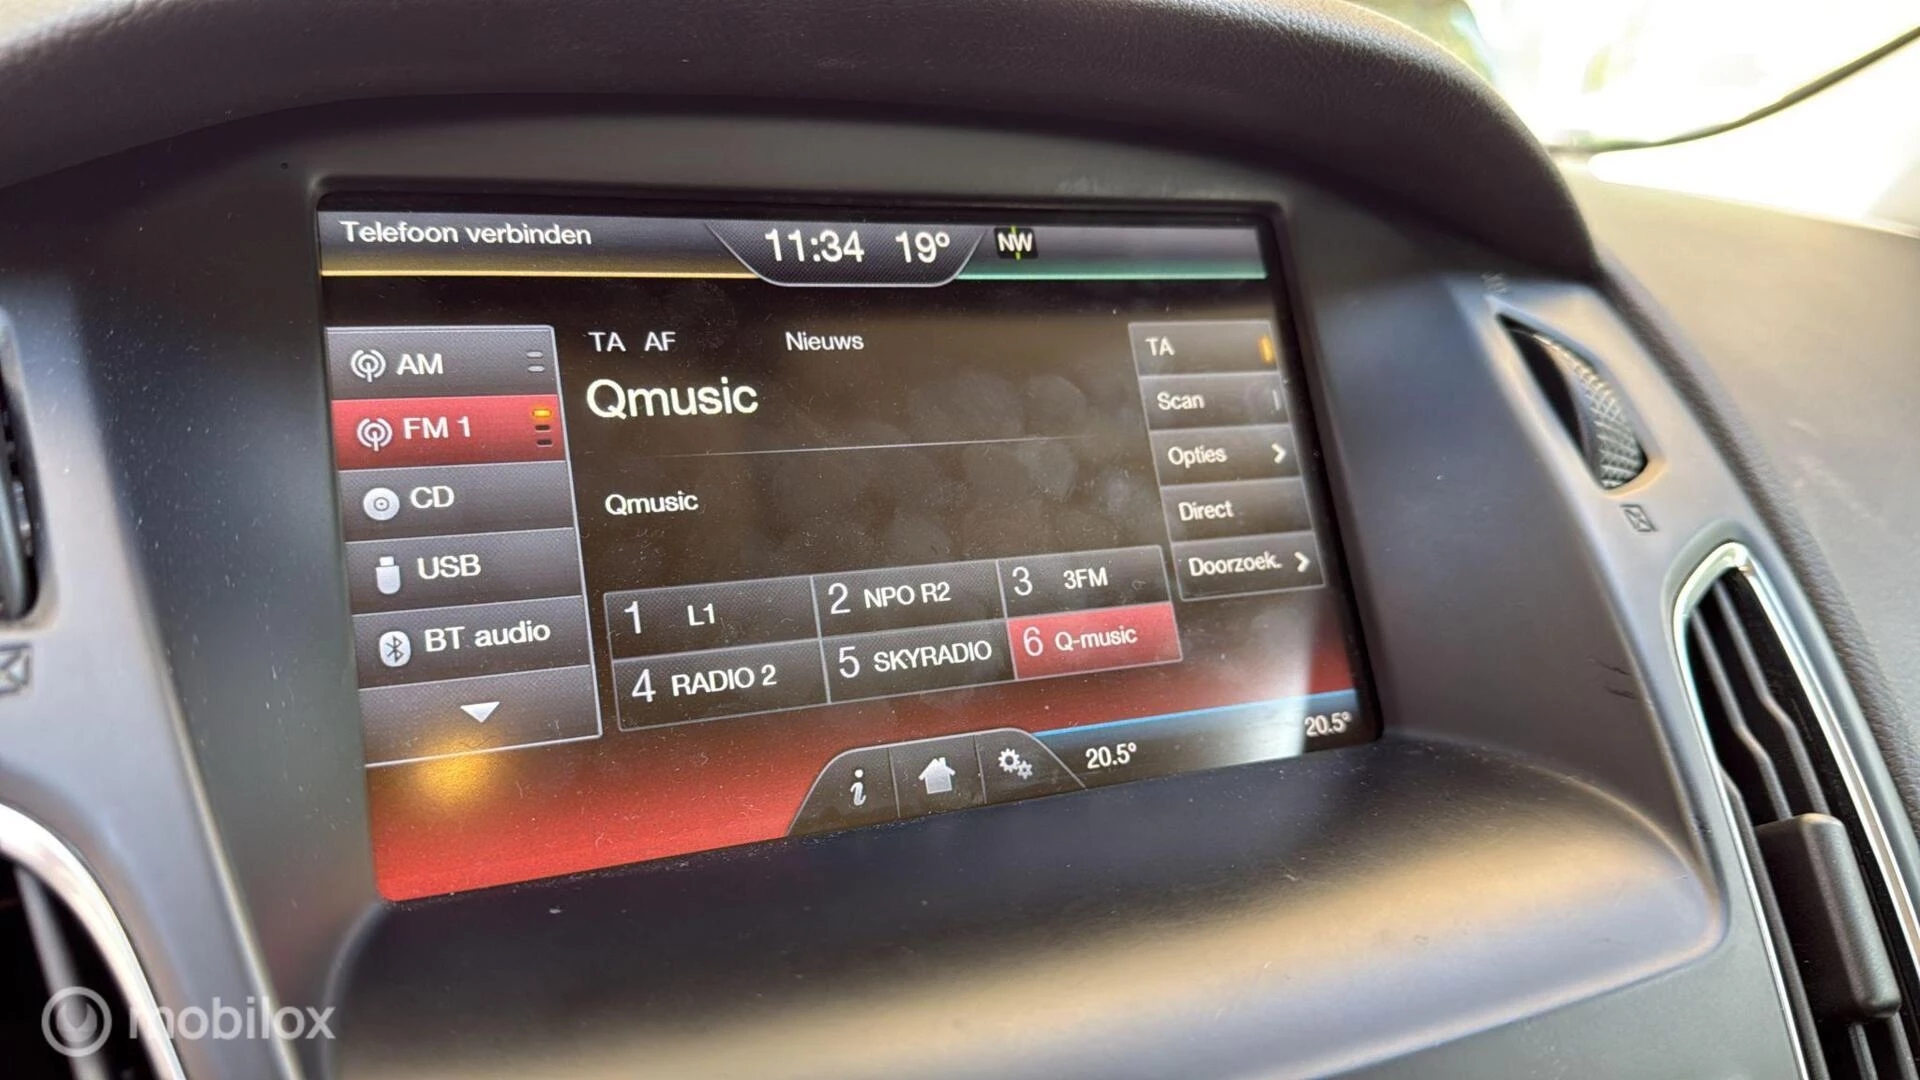 Telefoon verbinden
11:34 19°
NW
AM
FM 1
CD
USB
BT audio
TA AF Nieuws
Qmusic
Qmusic
1 L1
2 NPO R2
3 3FM
4 RADIO 2
5 SKYRADIO
6 Q-music
TA
Scan
Opties
Direct
Doorzoek.
i
20.5°
20.5°
mobilox